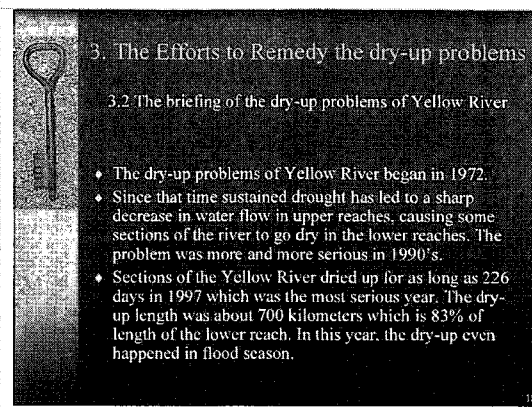 3. The Efforts to Remedy the dry-up problems
3.2 The briefing of the dry-up problems of Yellow River
♦ The dry-up problems of Yellow River began in 1972.
♦ Since that time sustained drought has led to a sharp
decrease in water flow in upper reaches, causing some
sections of the river to go dry in the lower reaches. The
problem was more and more serious in 1990's.
♦ Sections of the Yellow River dried up for as long as 226
days in 1997 which was the most serious year. The dry-
up length was about 700 kilometers which is 83% of
length of the lower reach. In this year, the dry-up even
happened in flood season.